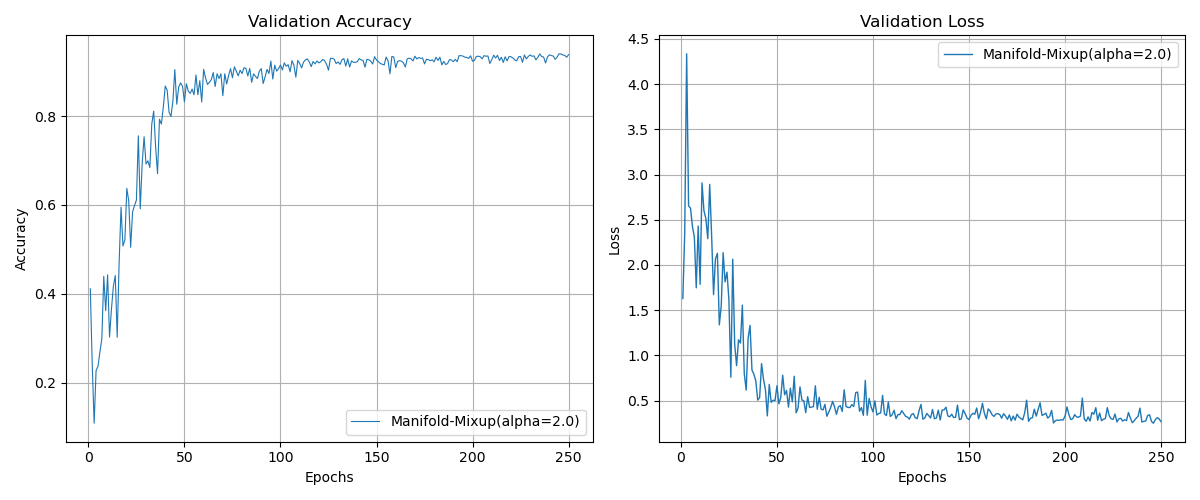 Validation Accuracy
Accuracy
0.8
0.6
0.4
0.2
0 50 100 150 200 250
Epochs
Manifold-Mixup(alpha=2.0)
Validation Loss
Loss
4.5
4.0
3.5
3.0
2.5
2.0
1.5
1.0
0.5
0 50 100 150 200 250
Epochs
Manifold-Mixup(alpha=2.0)